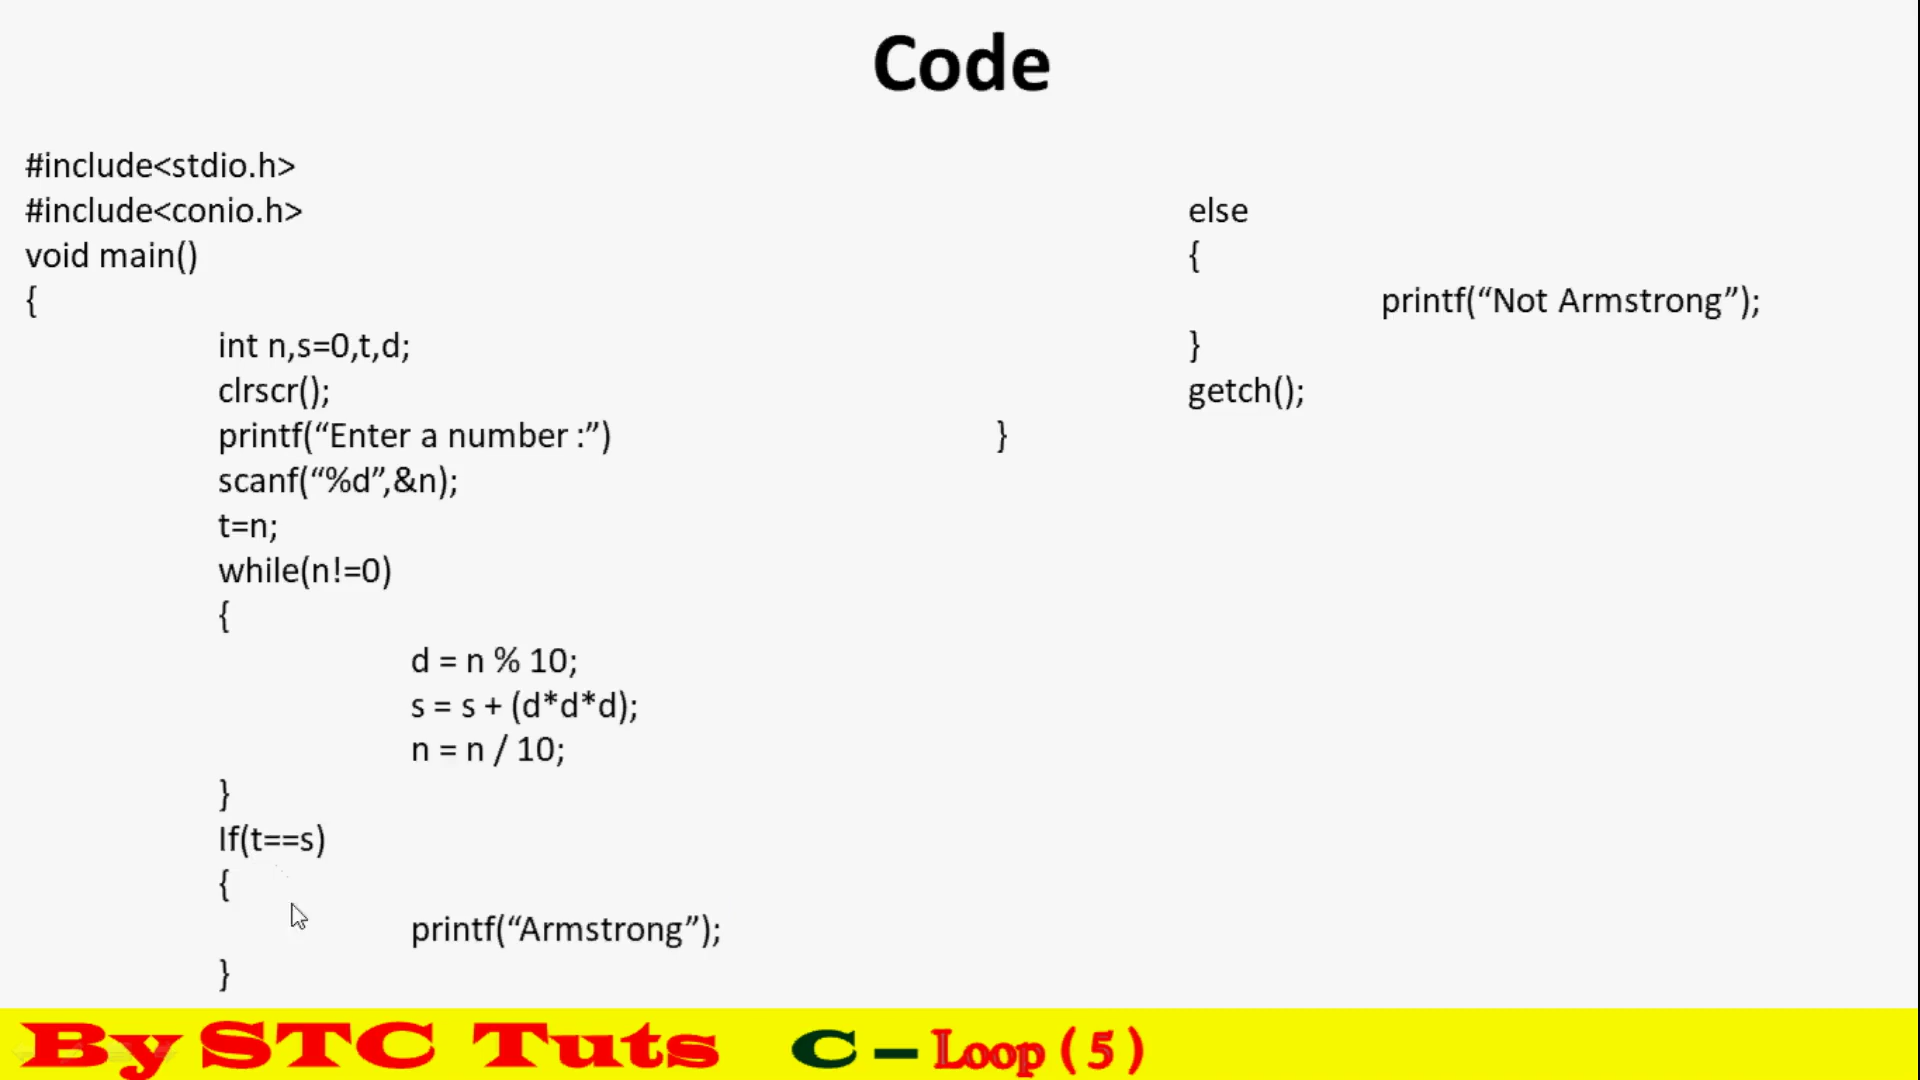 Code
#include<stdio.h>
#include<conio.h>
void main()
{
int n,s=0,t,d;
clrscr();
printf(“Enter a number :”)
scanf(“%d”,&n);
t=n;
while(n!=0)
{
d = n % 10;
s = s + (d*d*d);
n = n / 10;
}
If(t==s)
{
printf(“Armstrong”);
}
else
{
printf(“Not Armstrong”);
}
getch();
}
By STC Tuts C – Loop ( 5 )